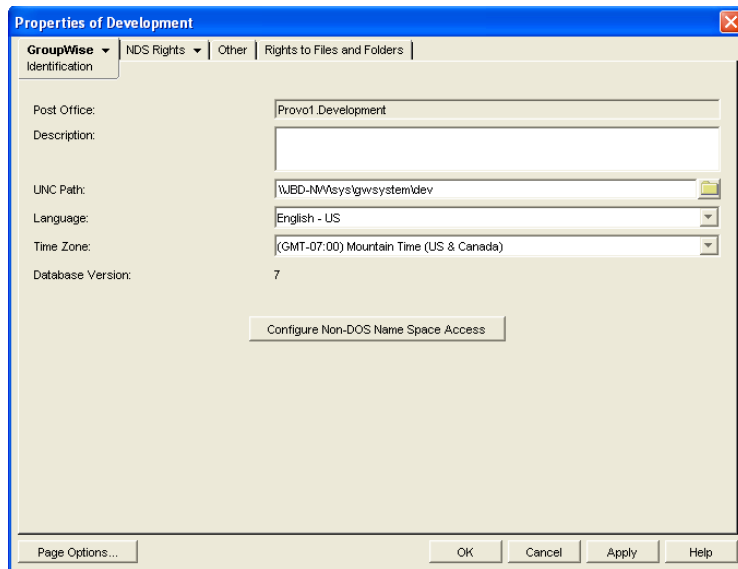 Properties of Development
GroupWise NDS Rights Other Rights to Files and Folders
Identification
Post Office: Provo1.Development
Description:
UNC Path: \\JBD-NW\sys\gwsystem\dev
Language: English - US
Time Zone: (GMT-07:00) Mountain Time (US & Canada)
Database Version: 7
Configure Non-DOS Name Space Access
Page Options... OK Cancel Apply Help